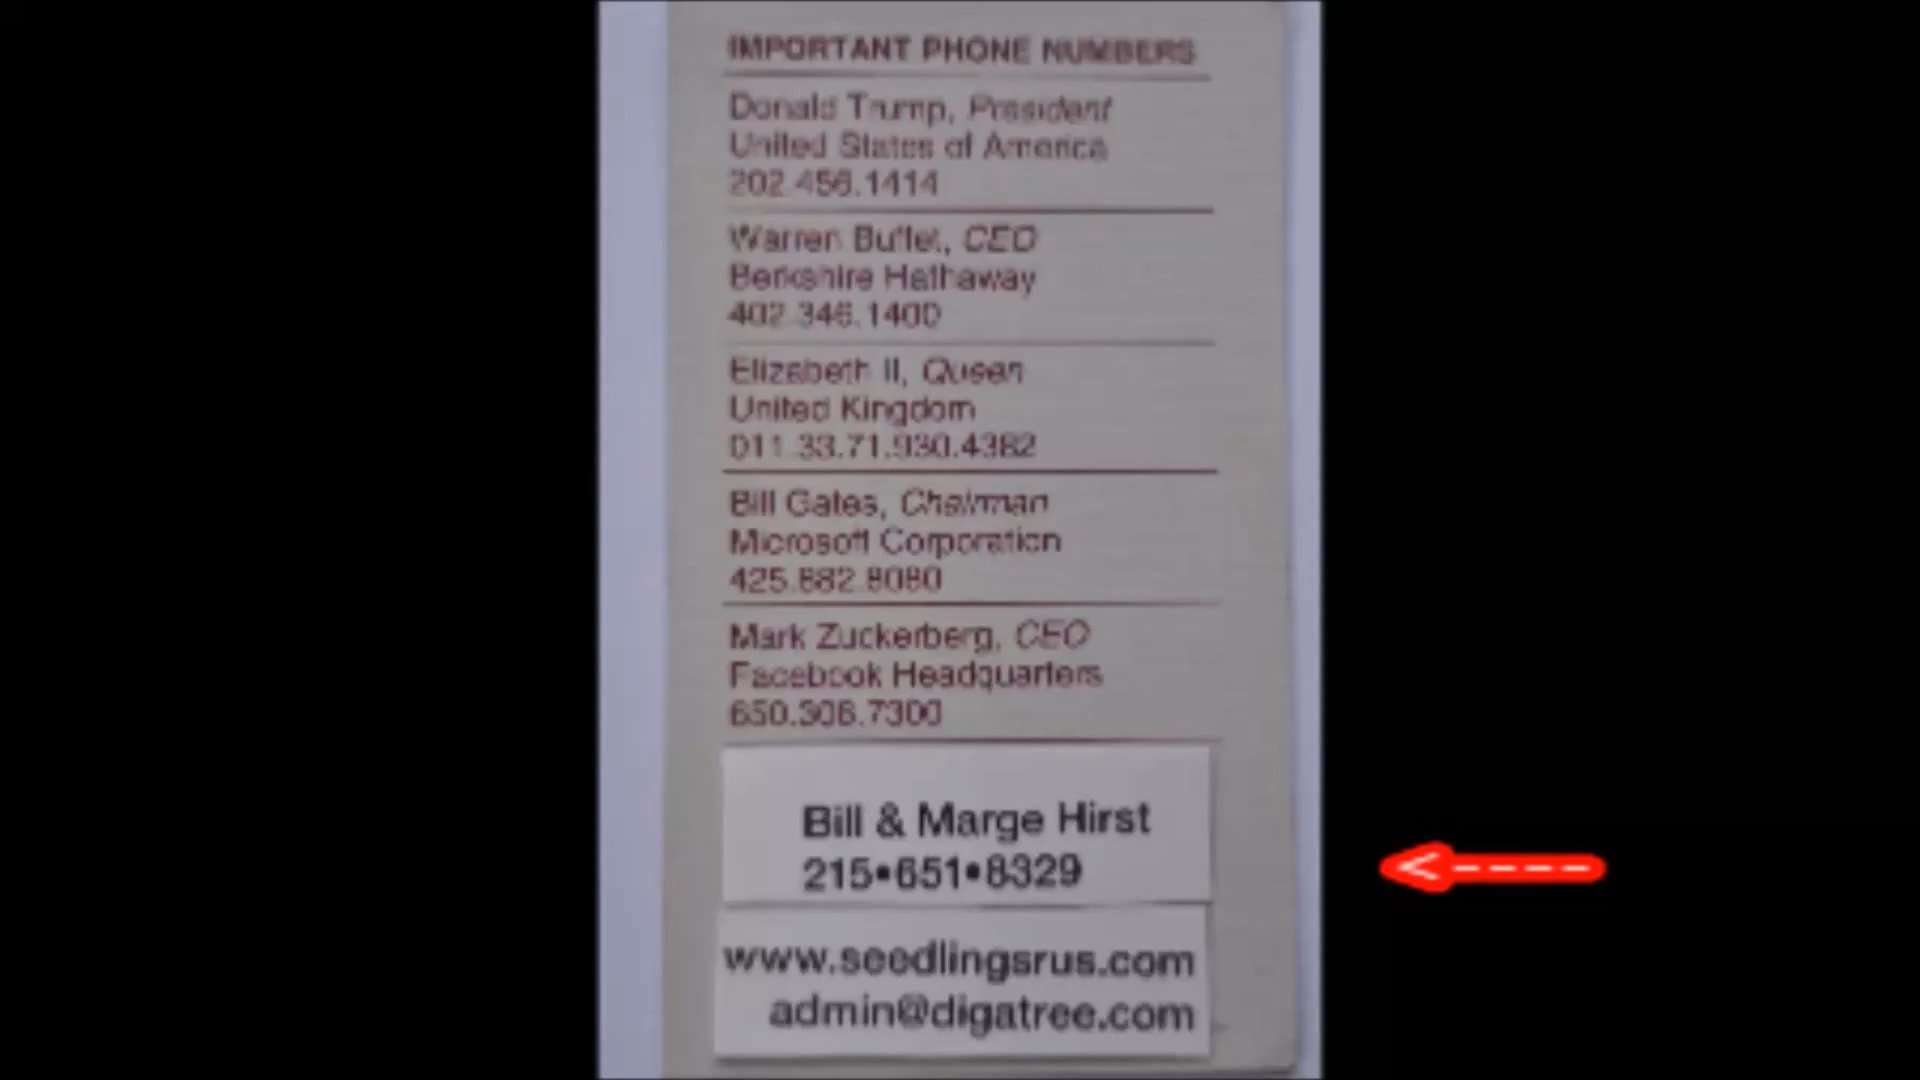 IMPORTANT PHONE NUMBERS
Donald Trump, President
United States of America
202.456.1414
Warren Buffet, CEO
Berkshire Hathaway
402.346.1400
Elizabeth II, Queen
United Kingdom
011.33.71.930.4382
Bill Gates, Chairman
Microsoft Corporation
425.882.8080
Mark Zuckerberg, CEO
Facebook Headquarters
650.308.7300
Bill & Marge Hirst
215•651•8329
www.seedlingsrus.com
admin@digatree.com